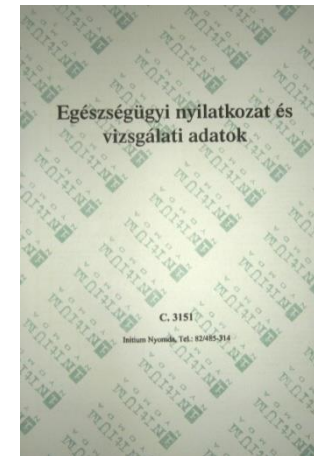 Egészségügyi nyilatkozat és
vizsgálati adatok
C. 3151
Initium Nyomda, Tel.: 82/485-314